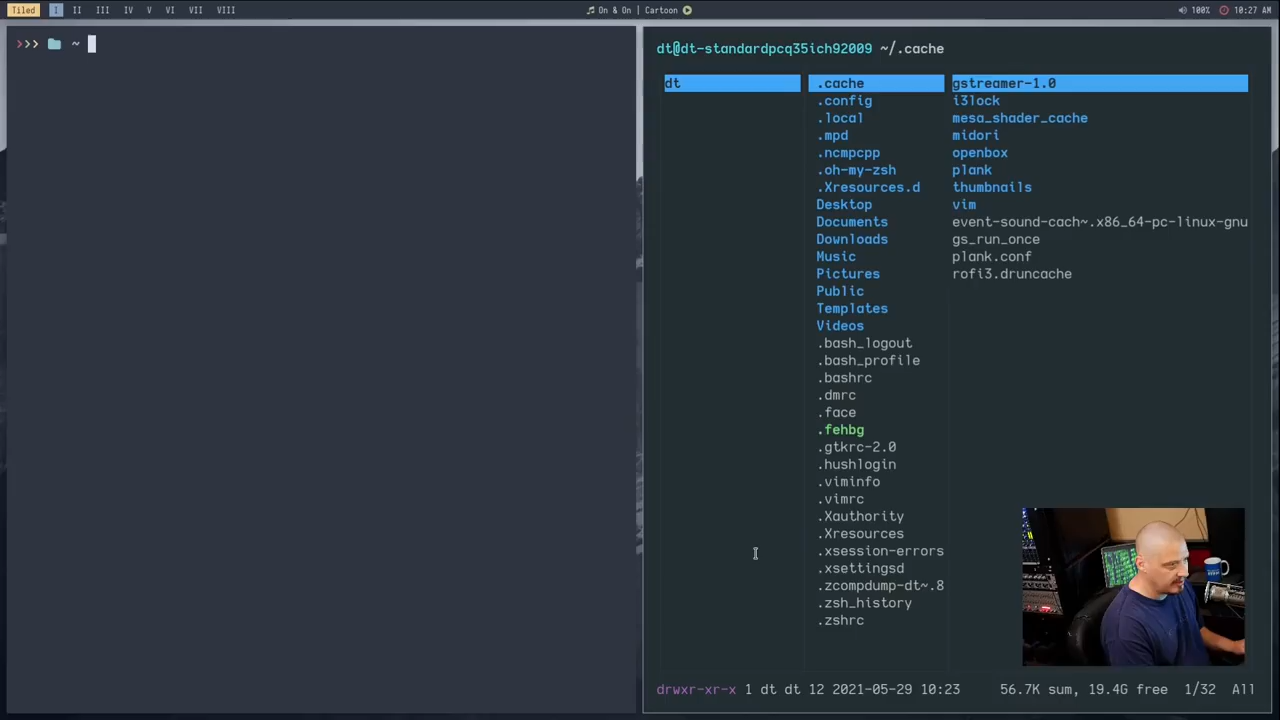 Tiled I II III IV V VI VII VIII On & On | Cartoon 100% 10:27 AM
>>> ~
dt@dt-standardpcq35ich92009 ~/.cache
dt .cache gstreamer-1.0
.config i3lock
.local mesa_shader_cache
.mpd midori
.ncmpcpp openbox
.oh-my-zsh plank
.Xresources.d thumbnails
Desktop vim
Documents event-sound-cach~.x86_64-pc-linux-gnu
Downloads gs_run_once
Music plank.conf
Pictures rofi3.druncache
Public
Templates
Videos
.bash_logout
.bash_profile
.bashrc
.dmrc
.face
.fehbg
.gtkrc-2.0
.hushlogin
.viminfo
.vimrc
.Xauthority
.Xresources
.xsession-errors
.xsettingsd
.zcompdump-dt~.8
.zsh_history
.zshrc
drwxr-xr-x 1 dt dt 12 2021-05-29 10:23 56.7K sum, 19.4G free 1/32 All